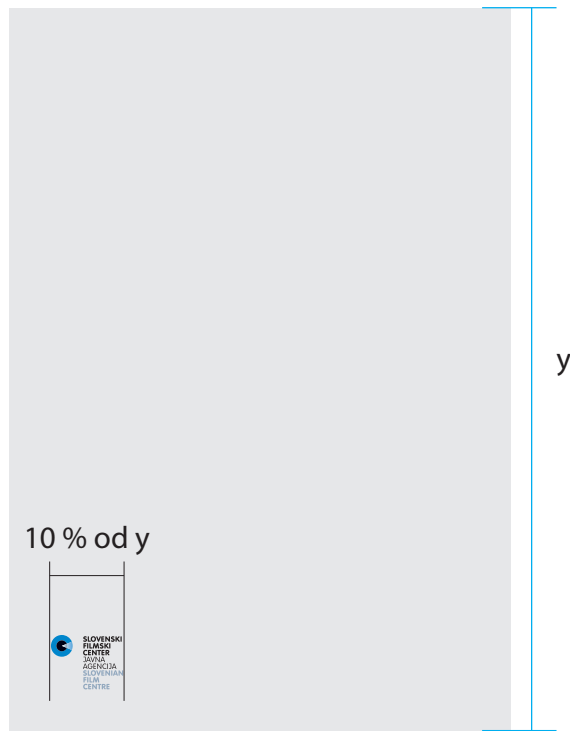 y
10 % od y
SLOVENSKI
FILMSKI
CENTER
JAVNA
AGENCIJA
SLOVENIAN
FILM
CENTRE